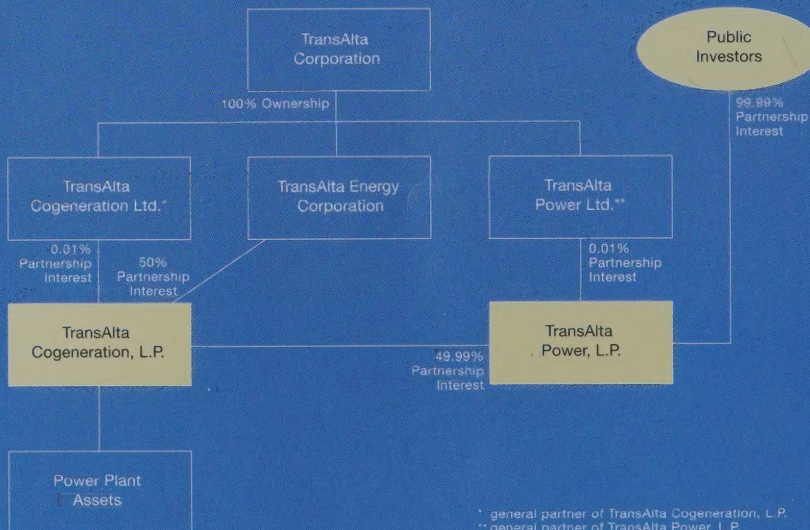 TransAlta
Corporation
Public
Investors
100% Ownership
99.99%
Partnership
Interest
TransAlta
Cogeneration Ltd.*
TransAlta Energy
Corporation
TransAlta
Power Ltd.**
0.01%
Partnership
Interest
50%
Partnership
Interest
0.01%
Partnership
Interest
TransAlta
Cogeneration, L.P.
TransAlta
Power, L.P.
49.99%
Partnership
Interest
Power Plant
Assets
* general partner of TransAlta Cogeneration, L.P.
** general partner of TransAlta Power, L.P.